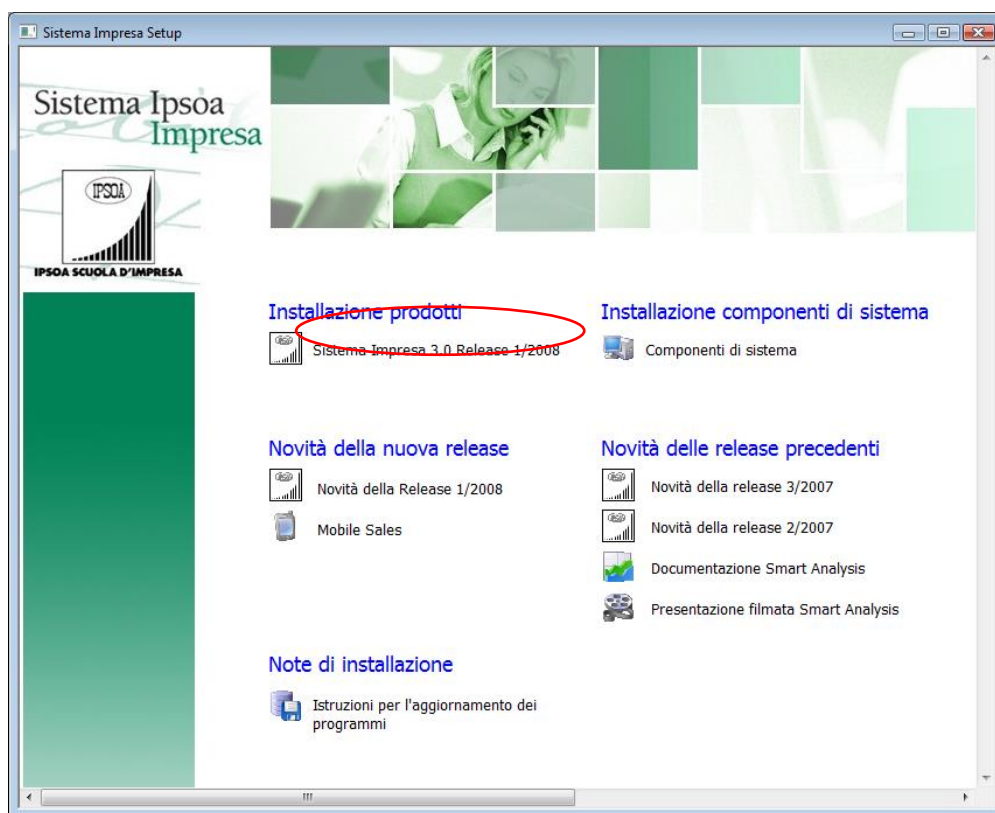 Sistema Impresa Setup
Sistema Ipsoa
Impresa
IPSOA
IPSOA SCUOLA D'IMPRESA
Installazione prodotti
Sistema Impresa 3.0 Release 1/2008
Installazione componenti di sistema
Componenti di sistema
Novità della nuova release
Novità della Release 1/2008
Mobile Sales
Novità delle release precedenti
Novità della release 3/2007
Novità della release 2/2007
Documentazione Smart Analysis
Presentazione filmata Smart Analysis
Note di installazione
Istruzioni per l'aggiornamento dei
programmi